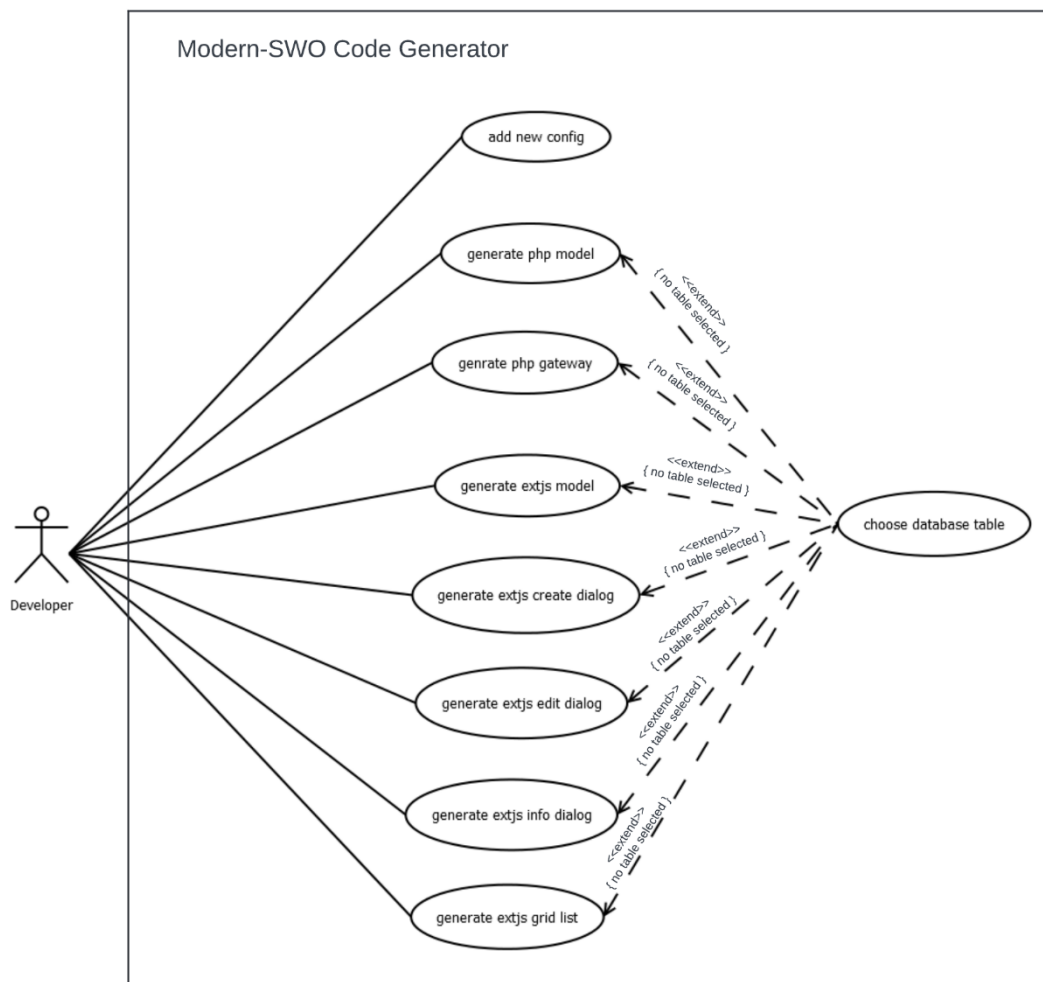 Modern-SWO Code Generator
add new config
generate php model
<<extend>>
{ no table selected }
genrate php gateway
<<extend>>
{ no table selected }
generate extjs model
<<extend>>
{ no table selected }
choose database table
generate extjs create dialog
<<extend>>
{ no table selected }
Developer
generate extjs edit dialog
<<extend>>
{ no table selected }
generate extjs info dialog
<<extend>>
{ no table selected }
generate extjs grid list
<<extend>>
{ no table selected }